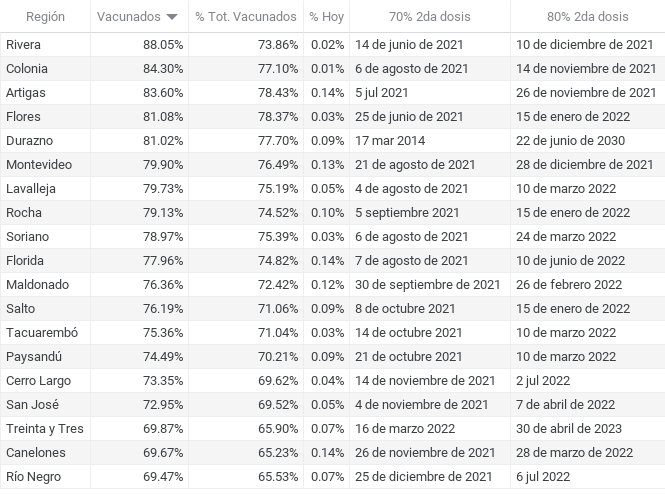 Región Vacunados % Tot. Vacunados % Hoy 70% 2da dosis 80% 2da dosis
Rivera 88.05% 73.86% 0.02% 14 de junio de 2021 10 de diciembre de 2021
Colonia 84.30% 77.10% 0.01% 6 de agosto de 2021 14 de noviembre de 2021
Artigas 83.60% 78.43% 0.14% 5 jul 2021 26 de noviembre de 2021
Flores 81.08% 78.37% 0.03% 25 de junio de 2021 15 de enero de 2022
Durazno 81.02% 77.70% 0.09% 17 mar 2014 22 de junio de 2030
Montevideo 79.90% 76.49% 0.13% 21 de agosto de 2021 28 de diciembre de 2021
Lavalleja 79.73% 75.19% 0.05% 4 de agosto de 2021 10 de marzo 2022
Rocha 79.13% 74.52% 0.10% 5 septiembre 2021 15 de enero de 2022
Soriano 78.97% 75.39% 0.03% 6 de agosto de 2021 24 de marzo 2022
Florida 77.96% 74.82% 0.14% 7 de agosto de 2021 10 de junio de 2022
Maldonado 76.36% 72.42% 0.12% 30 de septiembre de 2021 26 de febrero 2022
Salto 76.19% 71.06% 0.09% 8 de octubre 2021 15 de enero de 2022
Tacuarembó 75.36% 71.04% 0.03% 14 de octubre 2021 10 de marzo 2022
Paysandú 74.49% 70.21% 0.09% 21 de octubre 2021 10 de marzo 2022
Cerro Largo 73.35% 69.62% 0.04% 14 de noviembre de 2021 2 jul 2022
San José 72.95% 69.52% 0.05% 4 de noviembre de 2021 7 de abril de 2022
Treinta y Tres 69.87% 65.90% 0.07% 16 de marzo 2022 30 de abril de 2023
Canelones 69.67% 65.23% 0.14% 26 de noviembre de 2021 28 de marzo de 2022
Río Negro 69.47% 65.53% 0.07% 25 de diciembre de 2021 6 jul 2022